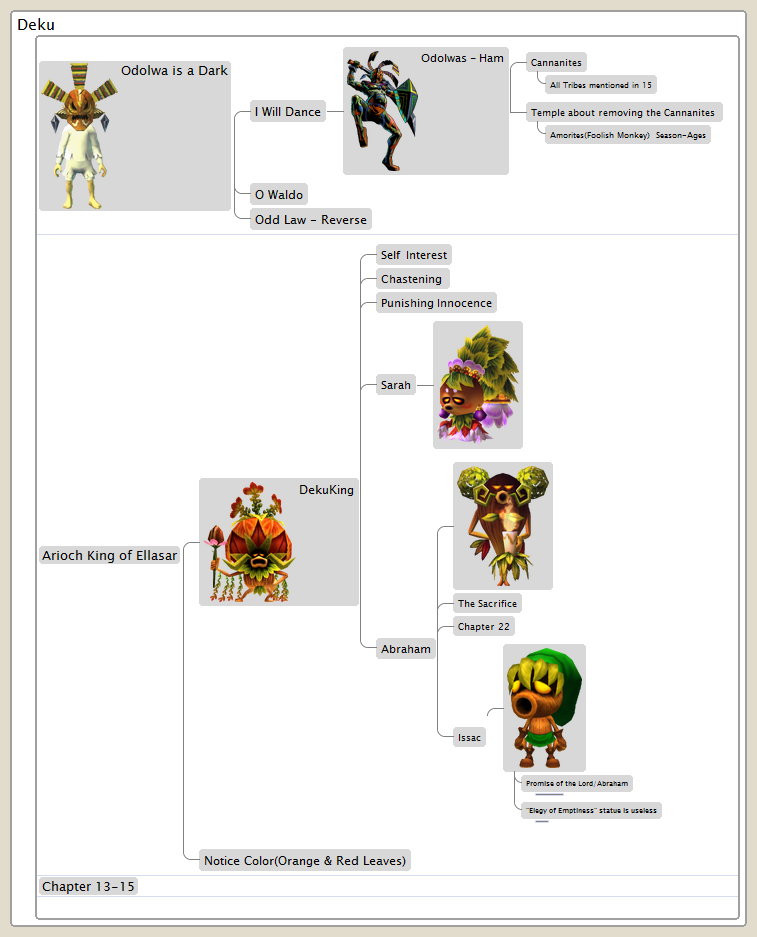 Deku
Odolwa is a Dark
I Will Dance
Odolwas - Ham
Cannanites
All Tribes mentioned in 15
Temple about removing the Cannanites
Amorites(Foolish Monkey) Season-Ages
O Waldo
Odd Law - Reverse
Arioch King of Ellasar
DekuKing
Self Interest
Chastening
Punishing Innocence
Sarah
Abraham
The Sacrifice
Chapter 22
Issac
Promise of the Lord/Abraham
"Elegy of Emptiness" statue is useless
Notice Color(Orange & Red Leaves)
Chapter 13-15